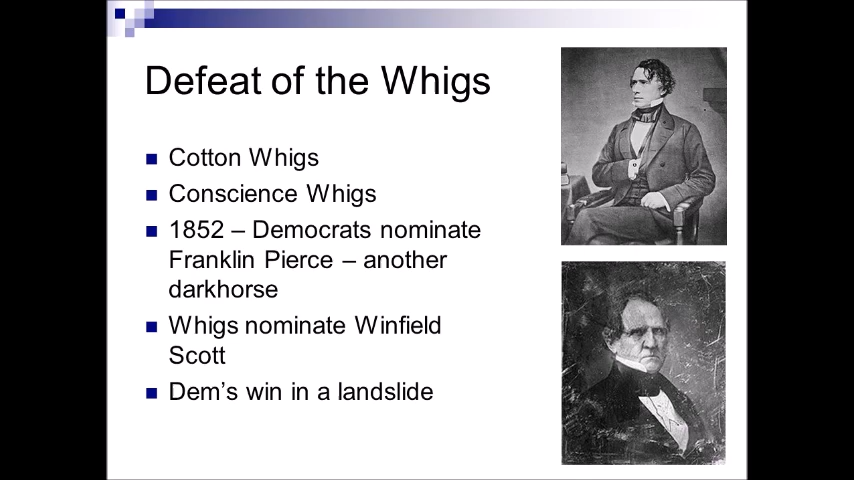 Defeat of the Whigs
Cotton Whigs
Conscience Whigs
1852 – Democrats nominate
Franklin Pierce – another
darkhorse
Whigs nominate Winfield
Scott
Dem’s win in a landslide